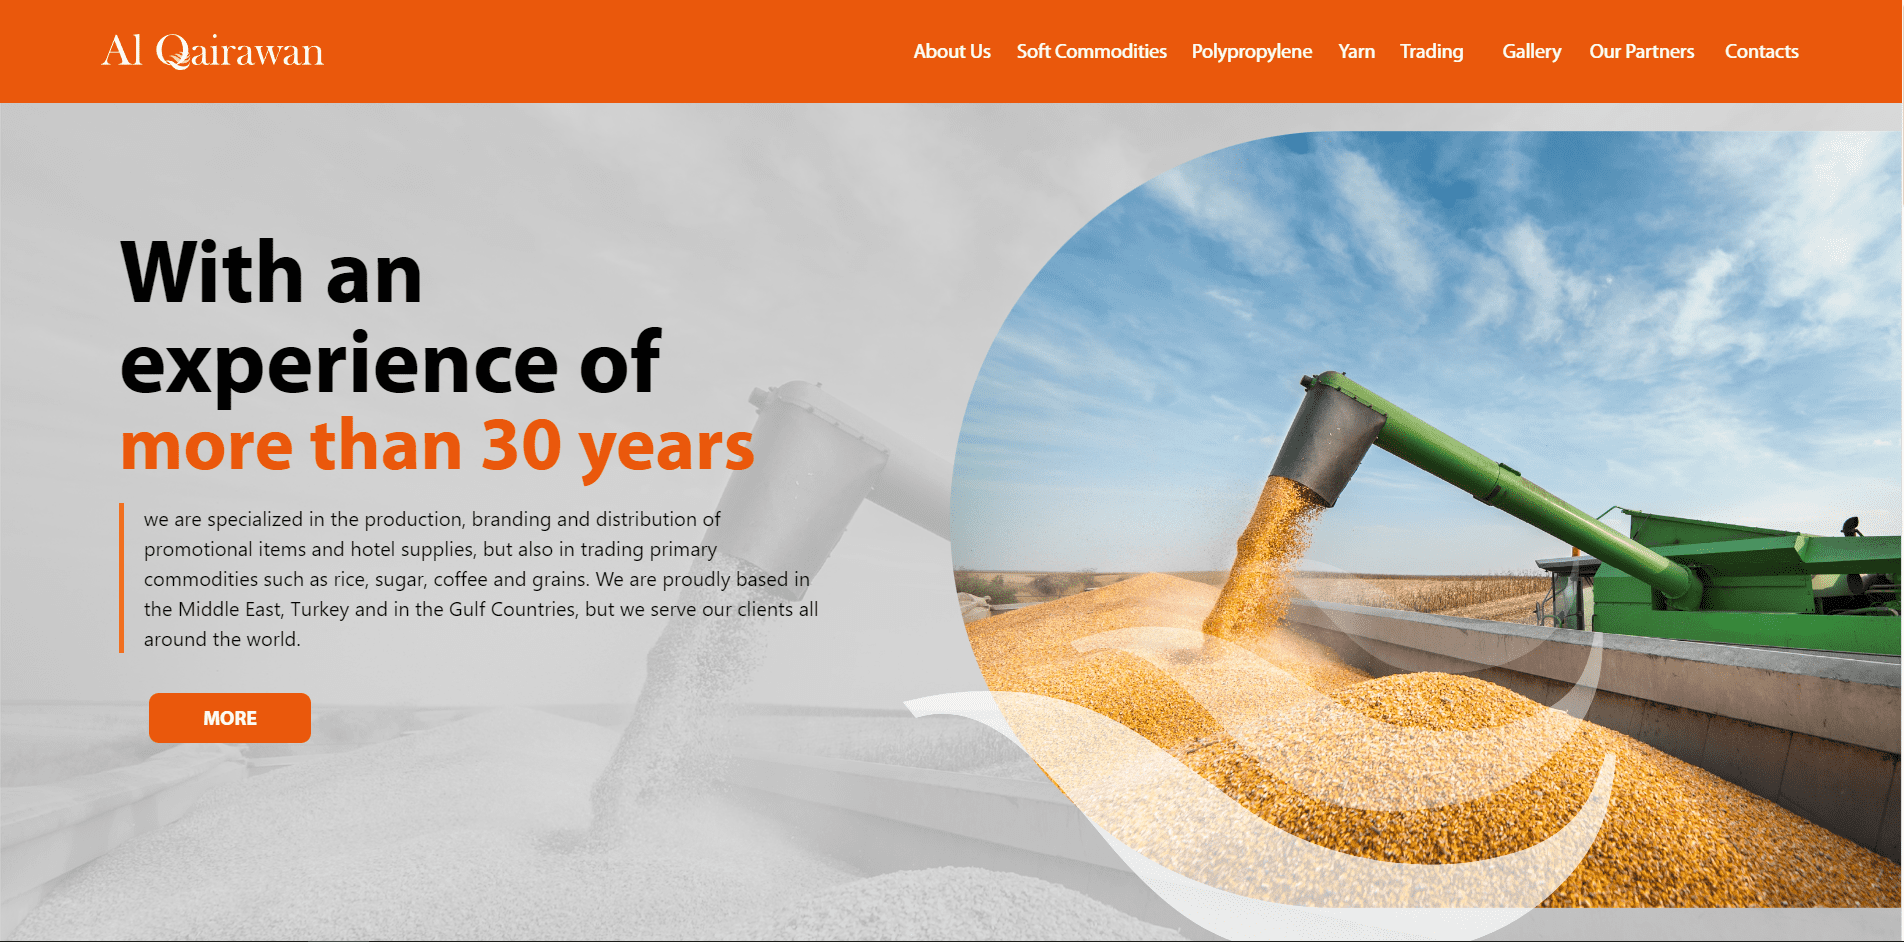 Al Qairawan
About Us Soft Commodities Polypropylene Yarn Trading Gallery Our Partners Contacts
With an
experience of
more than 30 years
we are specialized in the production, branding and distribution of
promotional items and hotel supplies, but also in trading primary
commodities such as rice, sugar, coffee and grains. We are proudly based in
the Middle East, Turkey and in the Gulf Countries, but we serve our clients all
around the world.
MORE